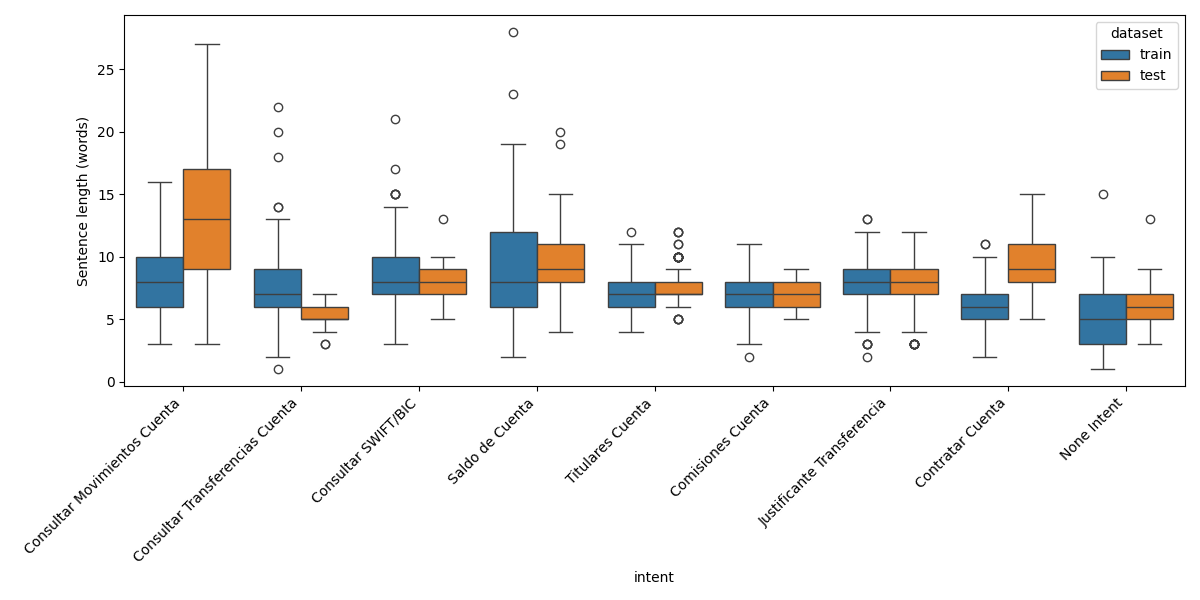 dataset
train
test
Sentence length (words)
25
20
15
10
5
0
Consultar Movimientos Cuenta
Consultar Transferencias Cuenta
Consultar SWIFT/BIC
Saldo de Cuenta
Titulares Cuenta
Comisiones Cuenta
Justificante Transferencia
Contratar Cuenta
None Intent
intent